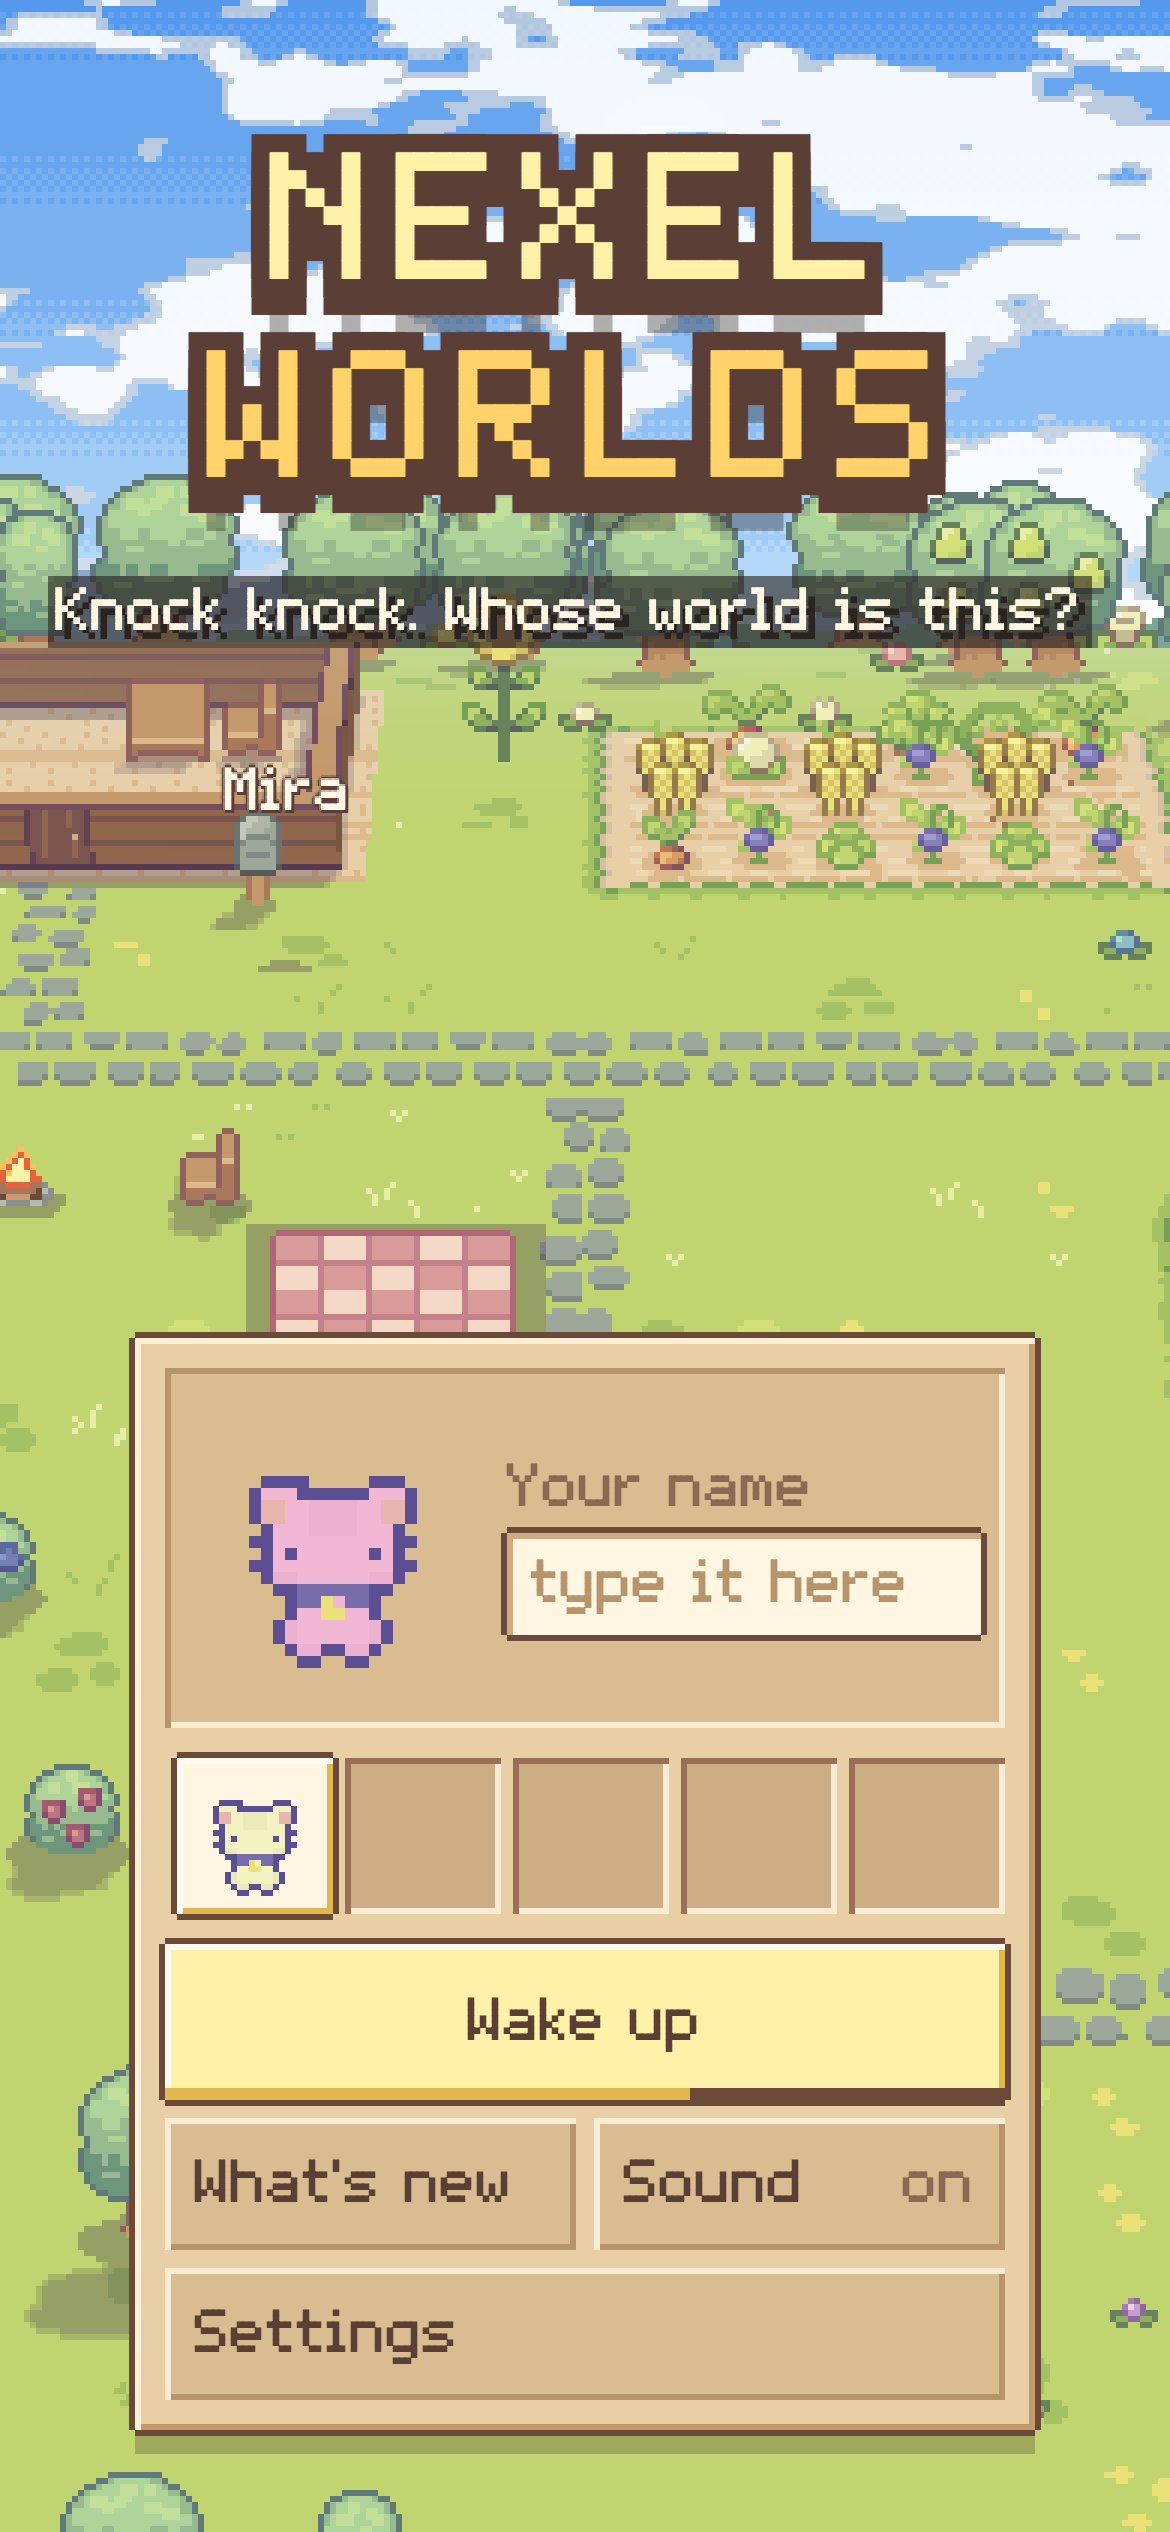 NEXEL
WORLDS
Knock knock. Whose world is this?
Mira
Your name
type it here
Wake up
What's new
Sound on
Settings